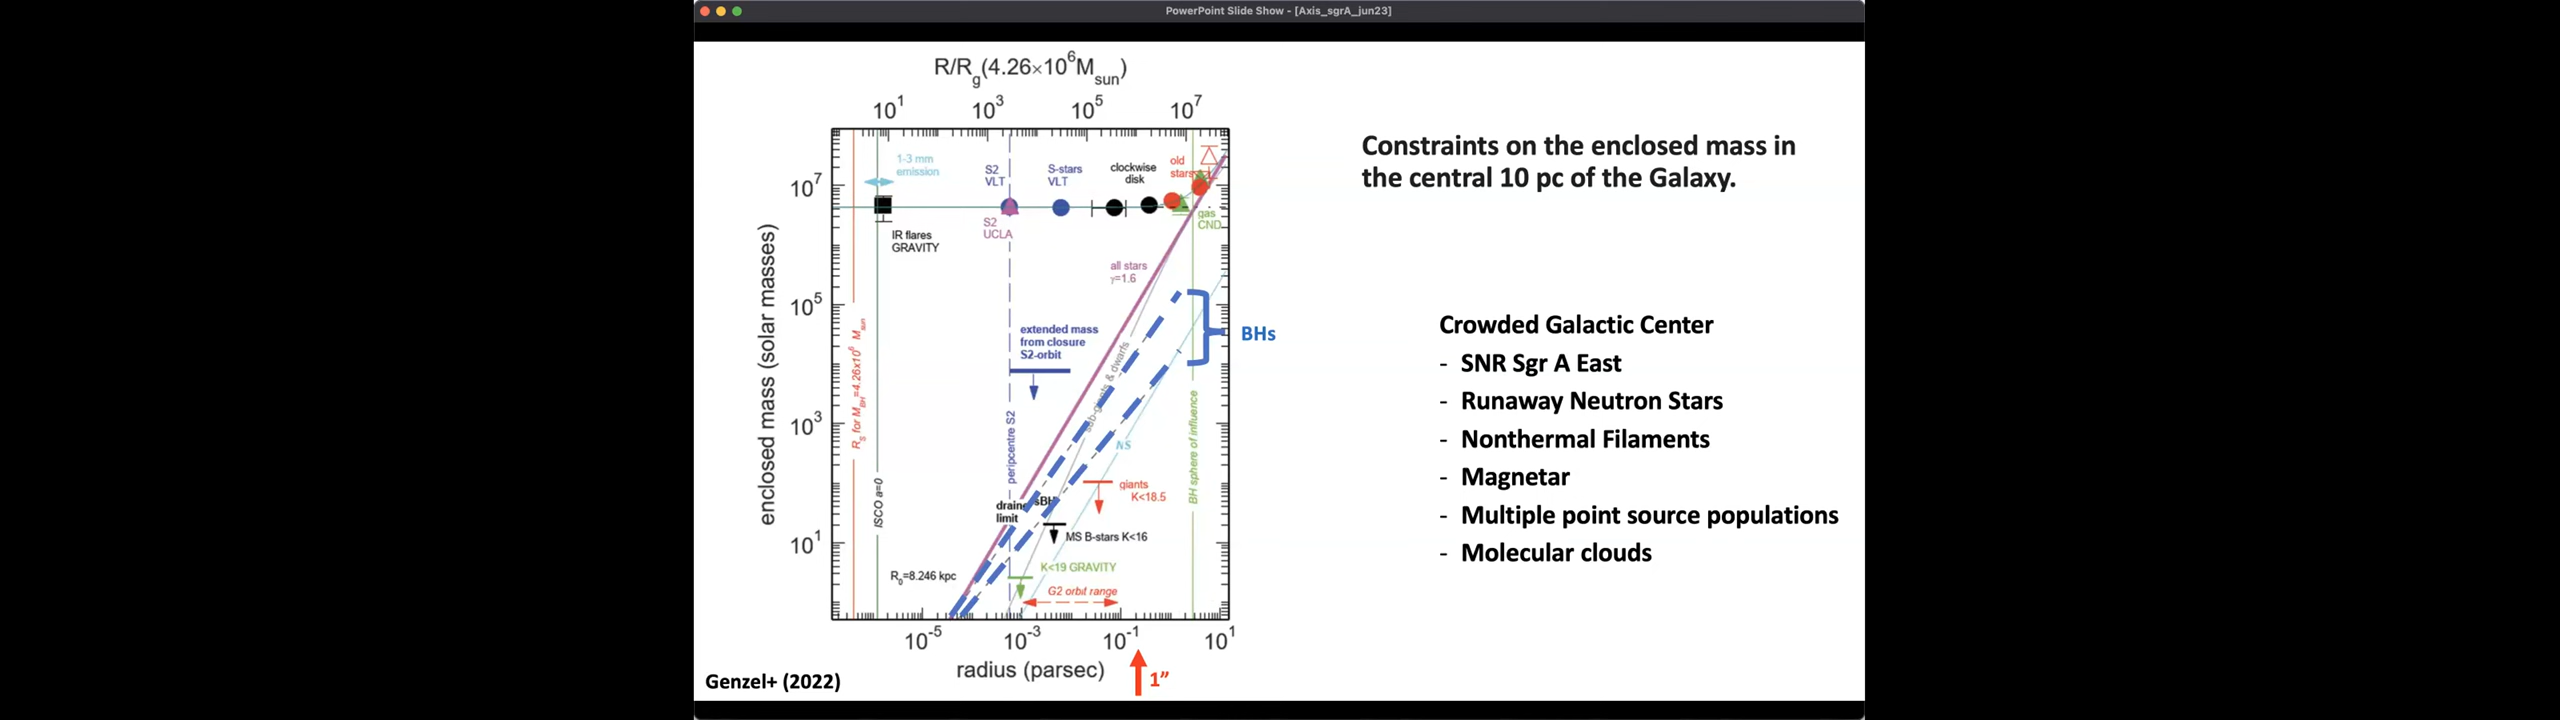 PowerPoint Slide Show - [Axis_sgrA_jun23]
R/Rg(4.26×10^6 Msun)
10^1 10^3 10^5 10^7
Constraints on the enclosed mass in
the central 10 pc of the Galaxy.
1-3 mm
emission
S2
VLT
S-stars
VLT
clockwise
disk
old
stars
10^7
IR flares
GRAVITY
S2
UCLA
gas
CND
all stars
γ=1.6
10^5
enclosed mass (solar masses)
extended mass
from closure
S2-orbit
BHs
Crowded Galactic Center
- SNR Sgr A East
- Runaway Neutron Stars
- Nonthermal Filaments
- Magnetar
- Multiple point source populations
- Molecular clouds
RS for MBH=4.26x10^6 Msun
ISCO a=0
peripcentre S2
sub-giants & dwarfs
BH sphere of influence
10^3
NS
giants
K<18.5
sBH
limit
MS B-stars K<16
10^1
R0=8.246 kpc
K<19 GRAVITY
G2 orbit range
10^-5 10^-3 10^-1 10^1
radius (parsec)
1”
Genzel+ (2022)